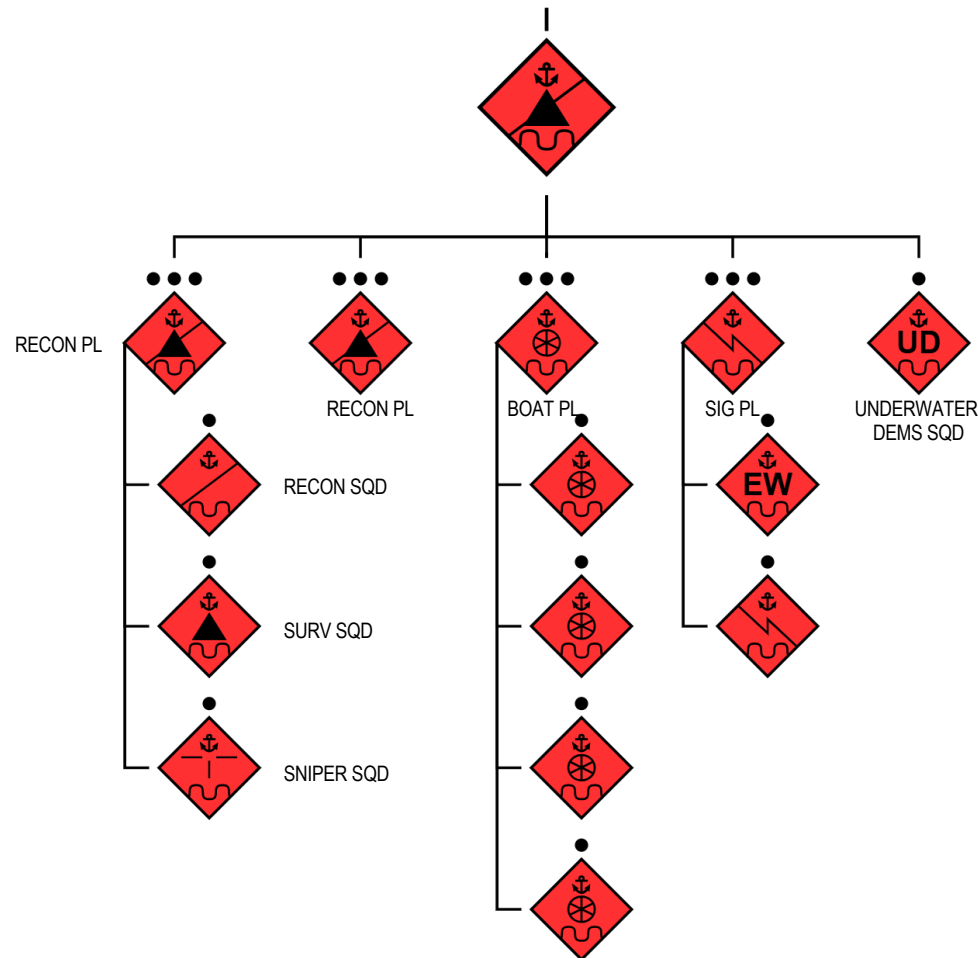 RECON PL
RECON PL
BOAT PL
SIG PL
UD
UNDERWATER
DEMS SQD
RECON SQD
EW
SURV SQD
SNIPER SQD